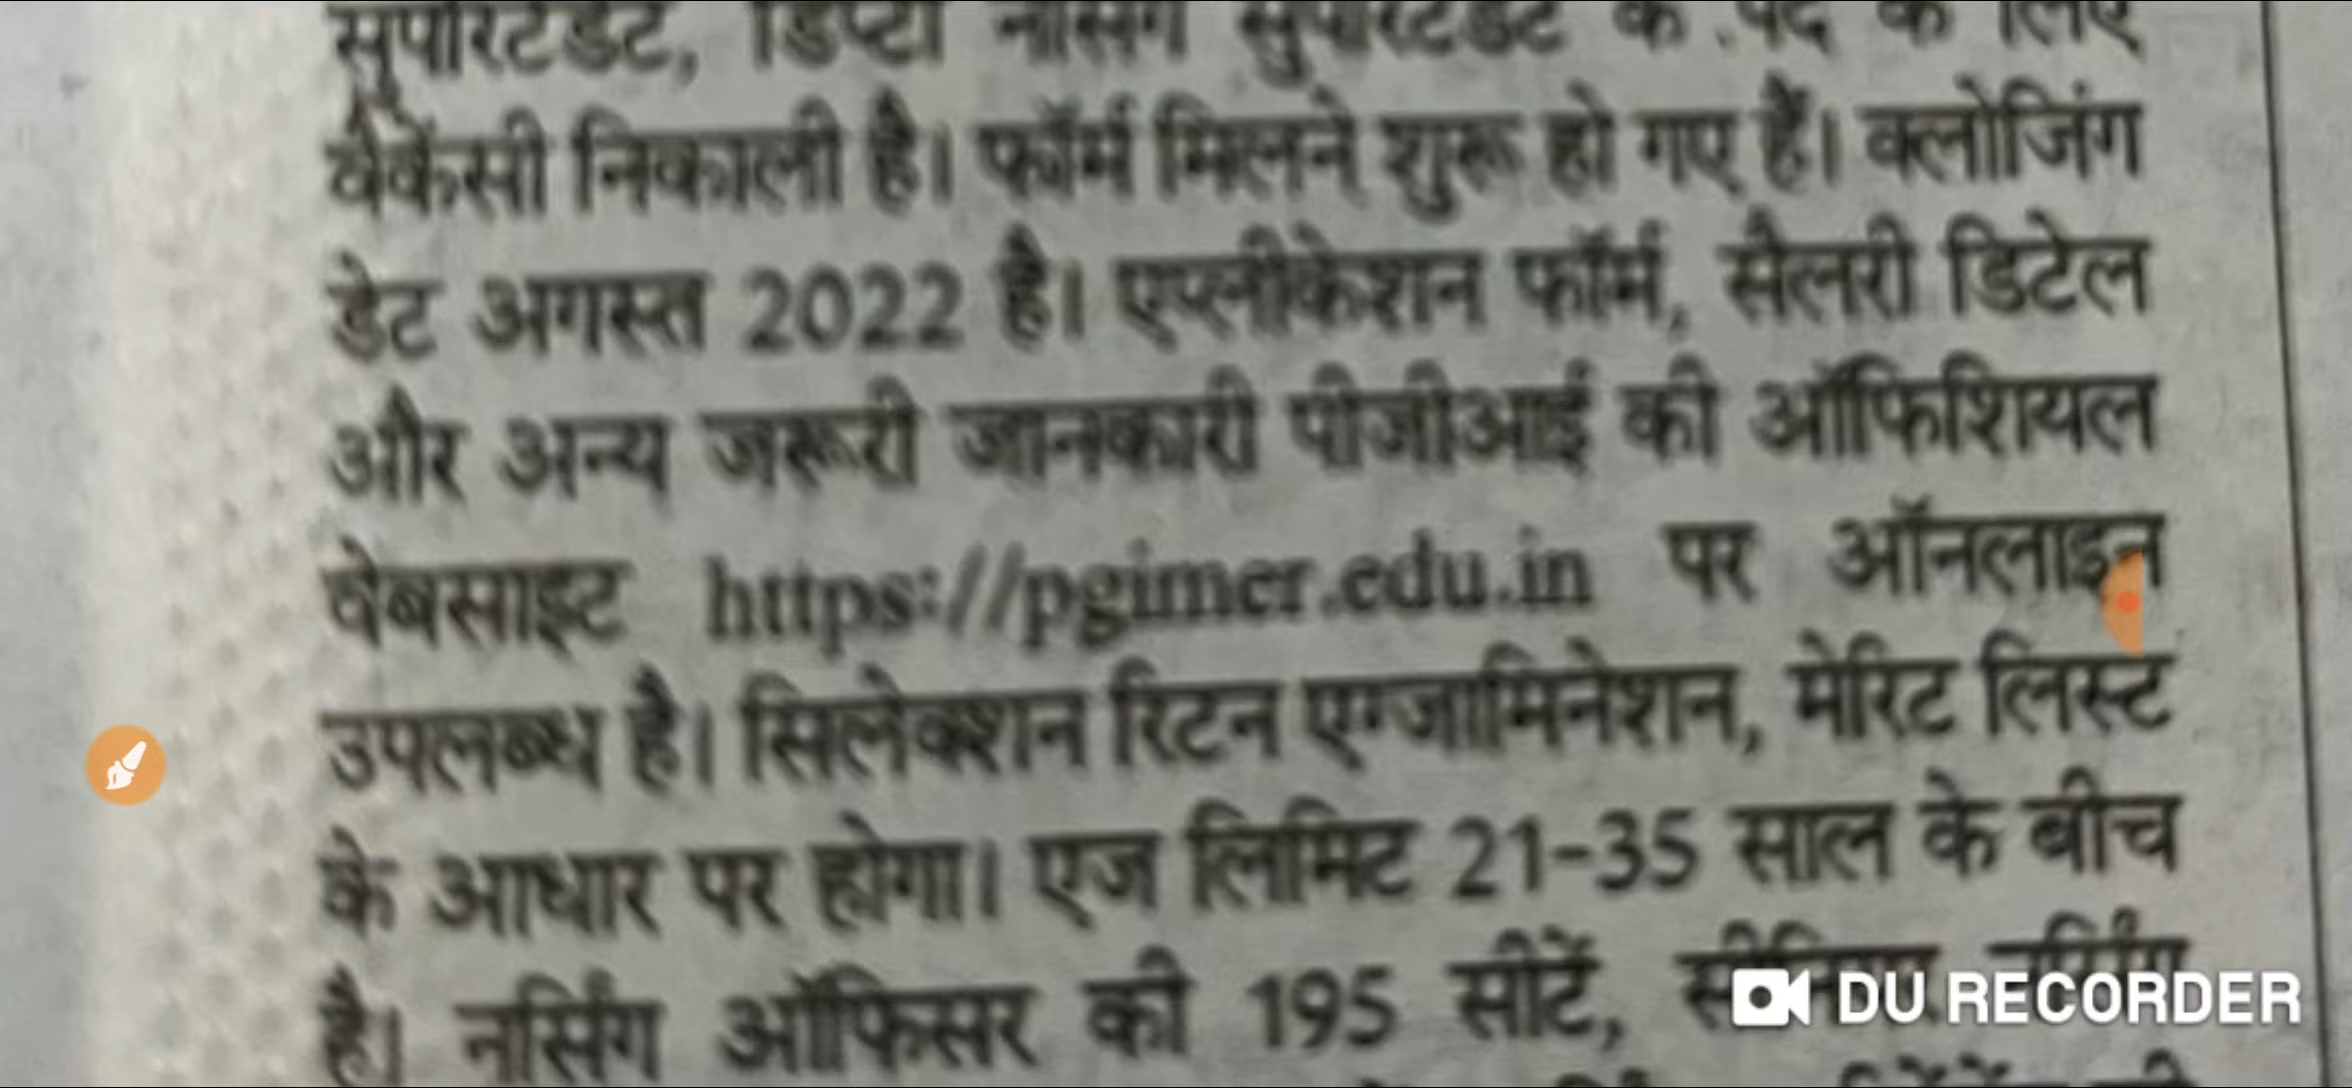 सुपरिंटेंडेंट, डिप्टी नर्सिंग सुपरिंटेंडेंट के पद के लिए
वैकेंसी निकाली है। फॉर्म मिलने शुरू हो गए हैं। क्लोजिंग
डेट अगस्त 2022 है। एप्लीकेशन फॉर्म, सैलरी डिटेल
और अन्य जरूरी जानकारी पीजीआई की ऑफिशियल
वेबसाइट https://pgimer.edu.in पर ऑनलाइन
उपलब्ध है। सिलेक्शन रिटन एग्जामिनेशन, मेरिट लिस्ट
के आधार पर होगा। एज लिमिट 21-35 साल के बीच
है। नर्सिंग ऑफिसर की 195 सीटें, सीनियर नर्सिंग
DU RECORDER